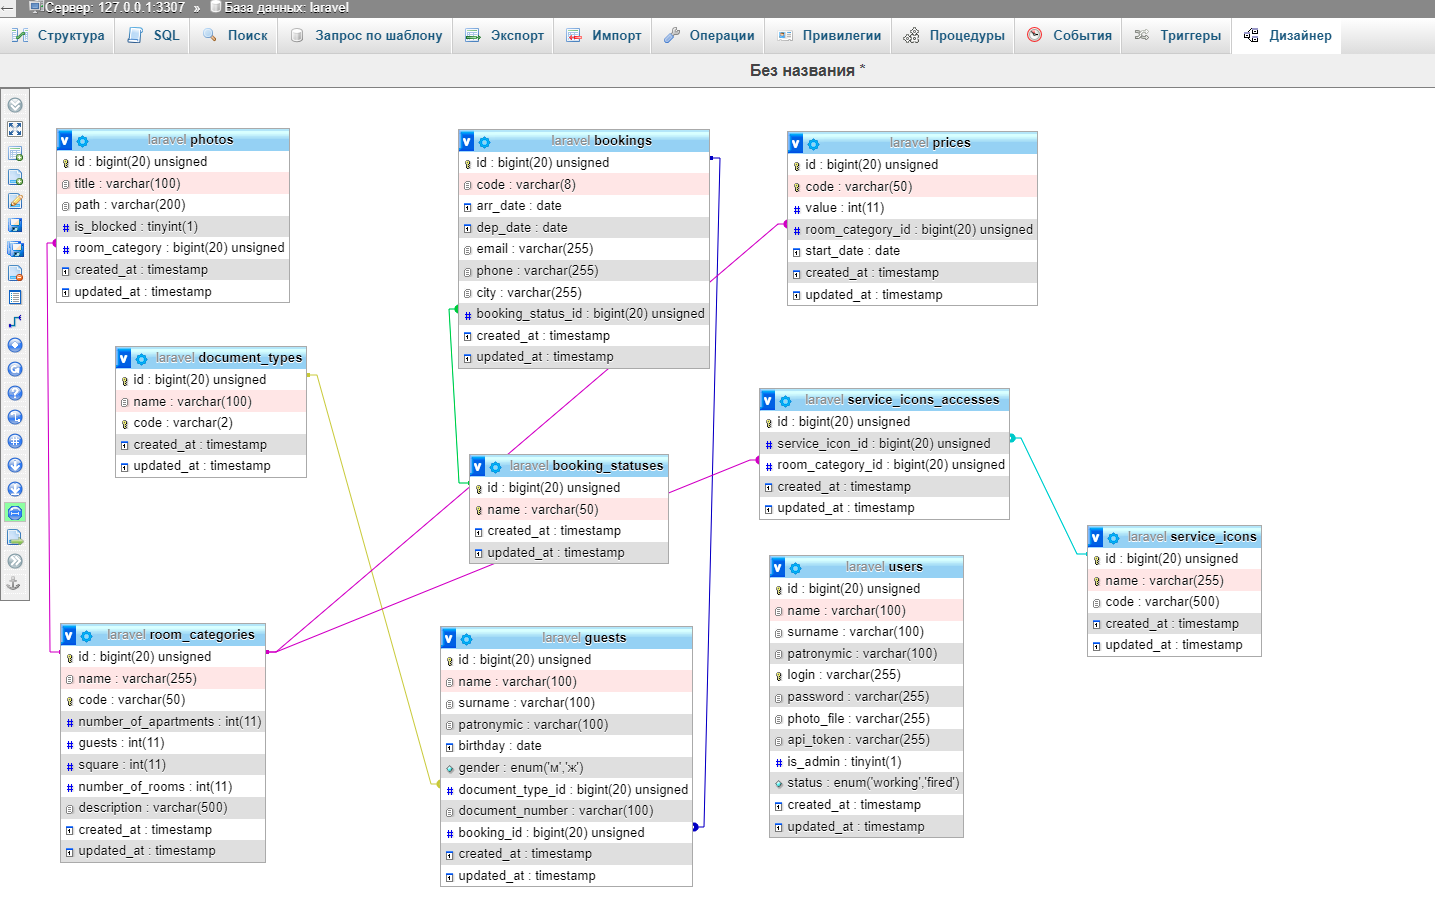 Сервер: 127.0.0.1:3307 » База данных: laravel
Структура SQL Поиск Запрос по шаблону Экспорт Импорт Операции Привилегии Процедуры События Триггеры Дизайнер
Без названия *
laravel photos
id : bigint(20) unsigned
title : varchar(100)
path : varchar(200)
is_blocked : tinyint(1)
room_category : bigint(20) unsigned
created_at : timestamp
updated_at : timestamp
laravel bookings
id : bigint(20) unsigned
code : varchar(8)
arr_date : date
dep_date : date
email : varchar(255)
phone : varchar(255)
city : varchar(255)
booking_status_id : bigint(20) unsigned
created_at : timestamp
updated_at : timestamp
laravel prices
id : bigint(20) unsigned
code : varchar(50)
value : int(11)
room_category_id : bigint(20) unsigned
start_date : date
created_at : timestamp
updated_at : timestamp
laravel document_types
id : bigint(20) unsigned
name : varchar(100)
code : varchar(2)
created_at : timestamp
updated_at : timestamp
laravel service_icons_accesses
id : bigint(20) unsigned
service_icon_id : bigint(20) unsigned
room_category_id : bigint(20) unsigned
created_at : timestamp
updated_at : timestamp
laravel booking_statuses
id : bigint(20) unsigned
name : varchar(50)
created_at : timestamp
updated_at : timestamp
laravel service_icons
id : bigint(20) unsigned
name : varchar(255)
code : varchar(500)
created_at : timestamp
updated_at : timestamp
laravel users
id : bigint(20) unsigned
name : varchar(100)
surname : varchar(100)
patronymic : varchar(100)
login : varchar(255)
password : varchar(255)
photo_file : varchar(255)
api_token : varchar(255)
is_admin : tinyint(1)
status : enum('working','fired')
created_at : timestamp
updated_at : timestamp
laravel room_categories
id : bigint(20) unsigned
name : varchar(255)
code : varchar(50)
number_of_apartments : int(11)
guests : int(11)
square : int(11)
number_of_rooms : int(11)
description : varchar(500)
created_at : timestamp
updated_at : timestamp
laravel guests
id : bigint(20) unsigned
name : varchar(100)
surname : varchar(100)
patronymic : varchar(100)
birthday : date
gender : enum('м','ж')
document_type_id : bigint(20) unsigned
document_number : varchar(100)
booking_id : bigint(20) unsigned
created_at : timestamp
updated_at : timestamp